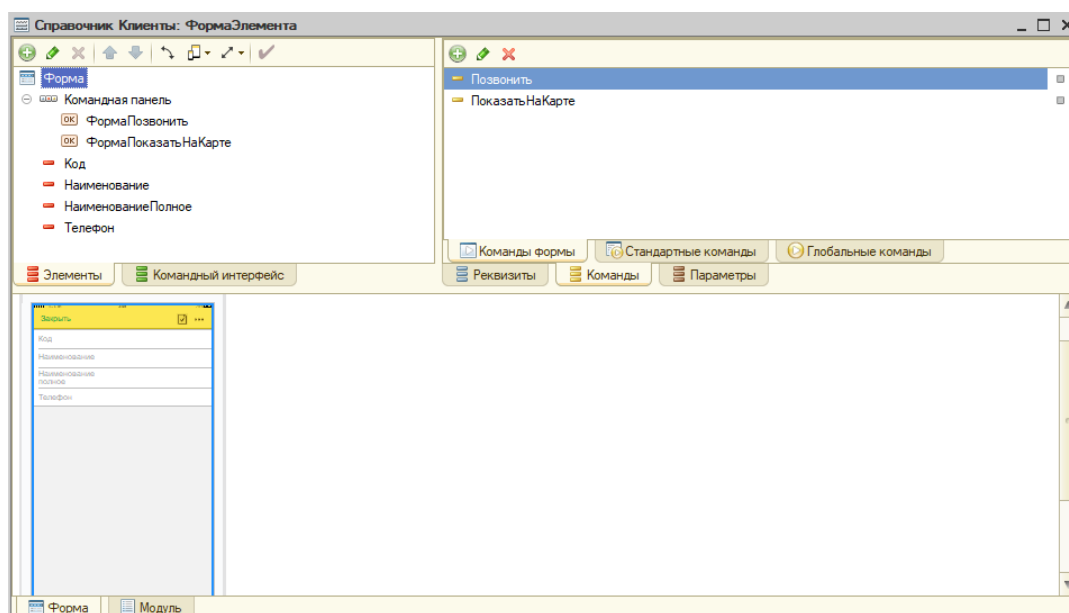 Справочник Клиенты: ФормаЭлемента
Форма
Командная панель
ФормаПозвонить
ФормаПоказатьНаКарте
Код
Наименование
НаименованиеПолное
Телефон
Элементы
Командный интерфейс
Позвонить
ПоказатьНаКарте
Команды формы
Стандартные команды
Глобальные команды
Реквизиты
Команды
Параметры
Закрыть
Код
Наименование
Наименование
полное
Телефон
Форма
Модуль